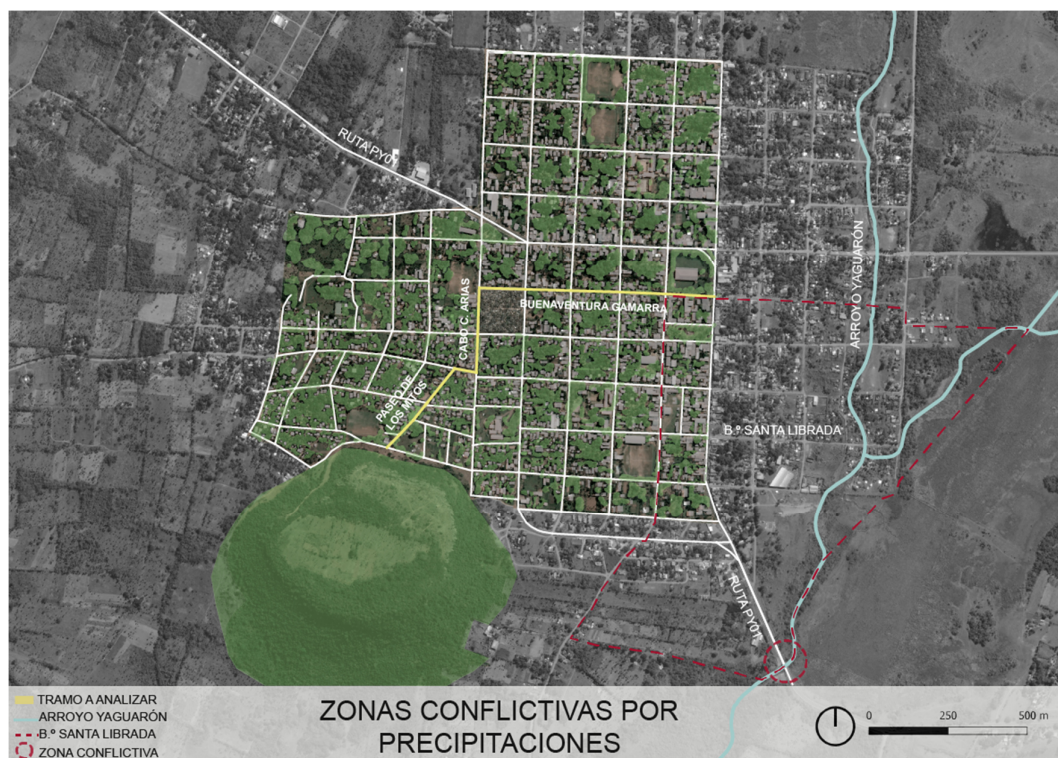 RUTA PY01
CABO C. ARIAS
BUENAVENTURA GAMARRA
ARROYO YAGUARÓN
PASEO DE
LOS MITOS
B.º SANTA LIBRADA
RUTA PY01
TRAMO A ANALIZAR
ARROYO YAGUARÓN
B.º SANTA LIBRADA
ZONA CONFLICTIVA
ZONAS CONFLICTIVAS POR
PRECIPITACIONES
0 250 500 m